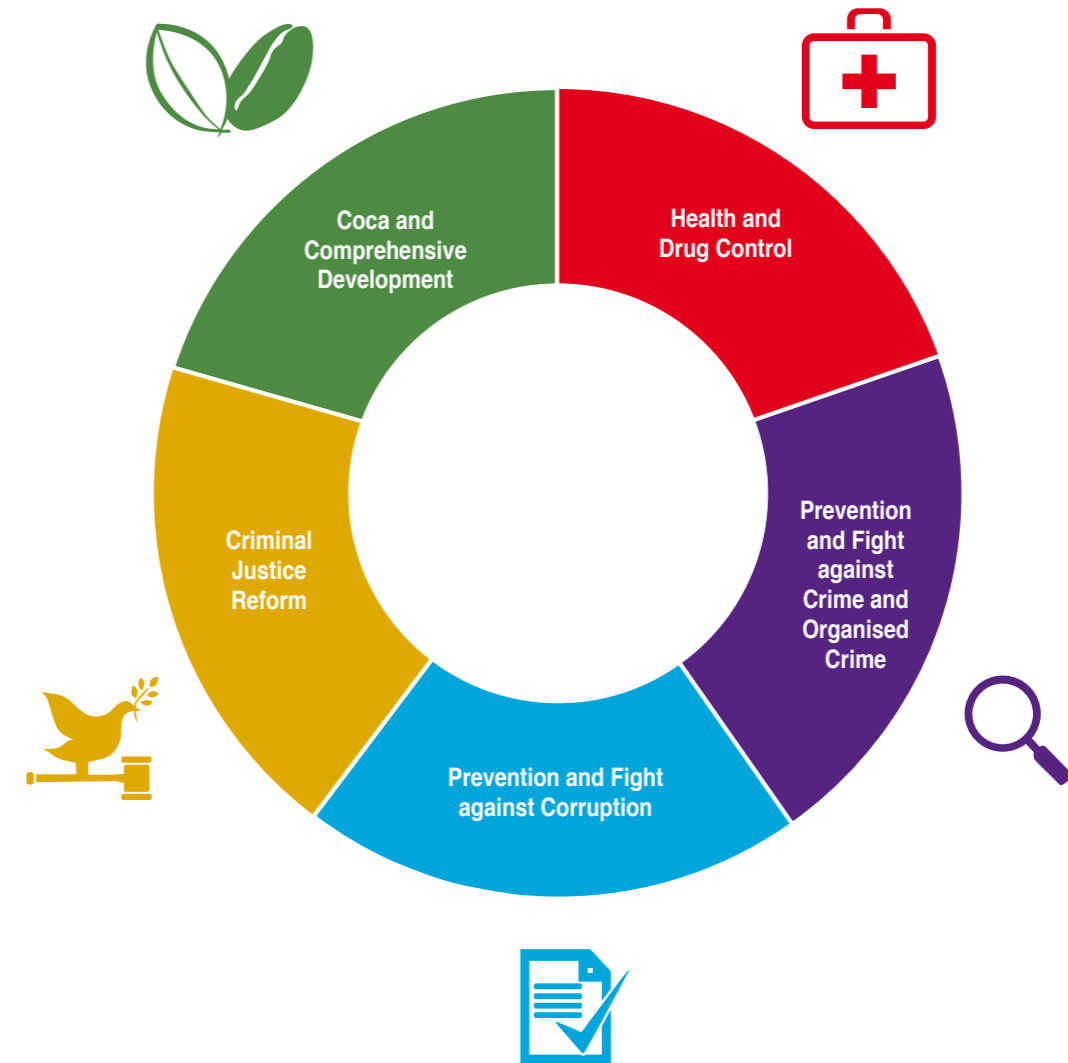 Coca and
Comprehensive
Development
Health and
Drug Control
Prevention
and Fight
against
Crime and
Organised
Crime
Prevention and Fight
against Corruption
Criminal
Justice
Reform